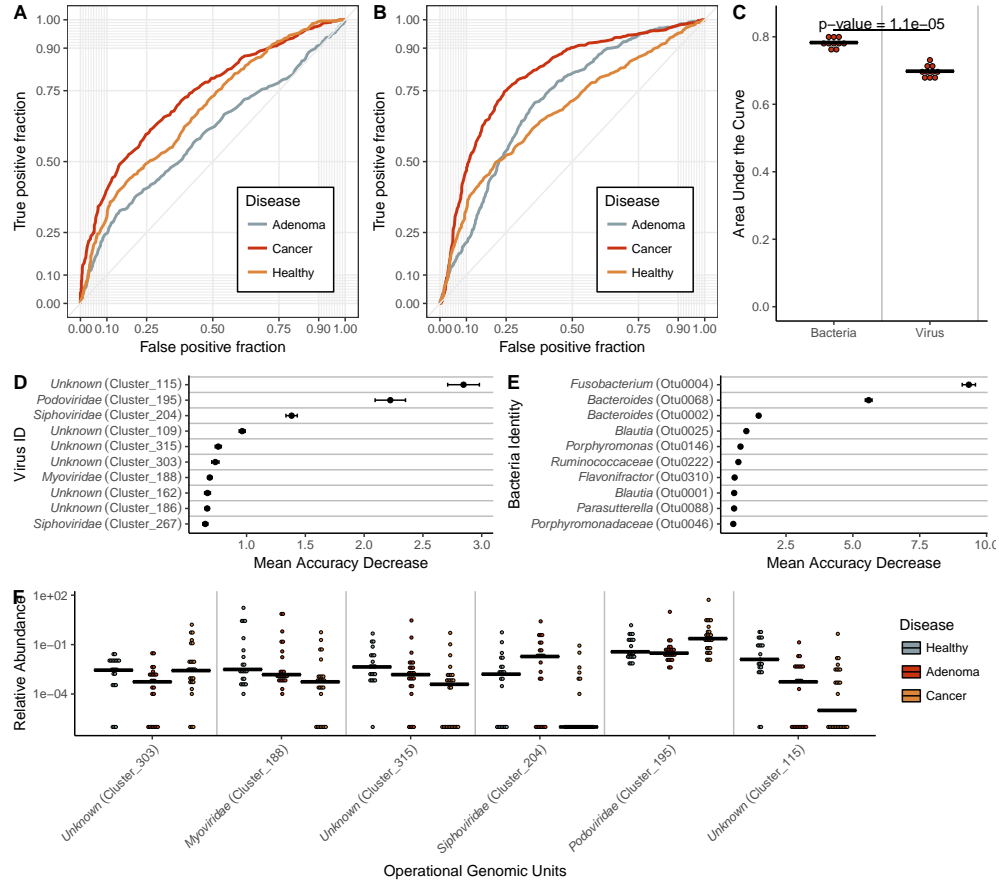 A
True positive fraction
1.00
0.90
0.75
0.50
0.25
0.10
0.00
Disease
Adenoma
Cancer
Healthy
0.00 0.10 0.25 0.50 0.75 0.90 1.00
False positive fraction
B
True positive fraction
1.00
0.90
0.75
0.50
0.25
0.10
0.00
Disease
Adenoma
Cancer
Healthy
0.00 0.10 0.25 0.50 0.75 0.90 1.00
False positive fraction
C
Area Under the Curve
p−value = 1.1e−05
0.8
0.6
0.4
0.2
0.0
Bacteria Virus
D
Virus ID
Unknown (Cluster_115)
Podoviridae (Cluster_195)
Siphoviridae (Cluster_204)
Unknown (Cluster_109)
Unknown (Cluster_315)
Unknown (Cluster_303)
Myoviridae (Cluster_188)
Unknown (Cluster_162)
Unknown (Cluster_186)
Siphoviridae (Cluster_267)
1.0 1.5 2.0 2.5 3.0
Mean Accuracy Decrease
E
Bacteria Identity
Fusobacterium (Otu0004)
Bacteroides (Otu0068)
Bacteroides (Otu0002)
Blautia (Otu0025)
Porphyromonas (Otu0146)
Ruminococcaceae (Otu0222)
Flavonifractor (Otu0310)
Blautia (Otu0001)
Parasutterella (Otu0088)
Porphyromonadaceae (Otu0046)
2.5 5.0 7.5 10.0
Mean Accuracy Decrease
F
Relative Abundance
1e+02
1e−01
1e−04
Unknown (Cluster_303)
Myoviridae (Cluster_188)
Unknown (Cluster_315)
Siphoviridae (Cluster_204)
Podoviridae (Cluster_195)
Unknown (Cluster_115)
Operational Genomic Units
Disease
Healthy
Adenoma
Cancer